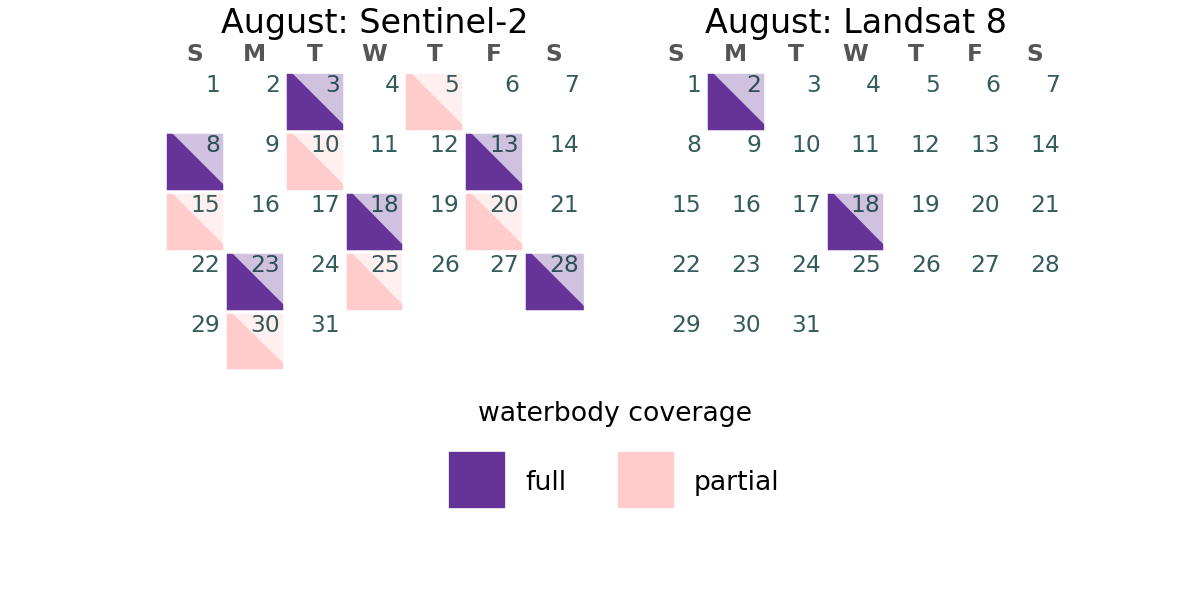 August: Sentinel-2
S M T W T F S
1 2 3 4 5 6 7
8 9 10 11 12 13 14
15 16 17 18 19 20 21
22 23 24 25 26 27 28
29 30 31
August: Landsat 8
S M T W T F S
1 2 3 4 5 6 7
8 9 10 11 12 13 14
15 16 17 18 19 20 21
22 23 24 25 26 27 28
29 30 31
waterbody coverage
full
partial